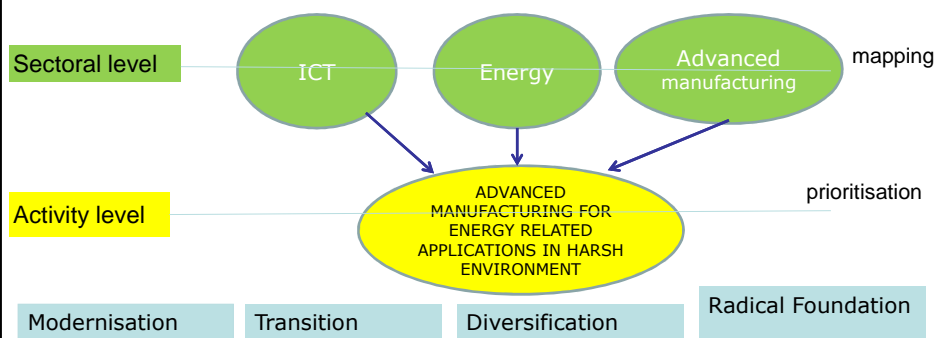 Sectoral level
ICT
Energy
Advanced
manufacturing
mapping
Activity level
ADVANCED
MANUFACTURING FOR
ENERGY RELATED
APPLICATIONS IN HARSH
ENVIRONMENT
prioritisation
Modernisation
Transition
Diversification
Radical Foundation